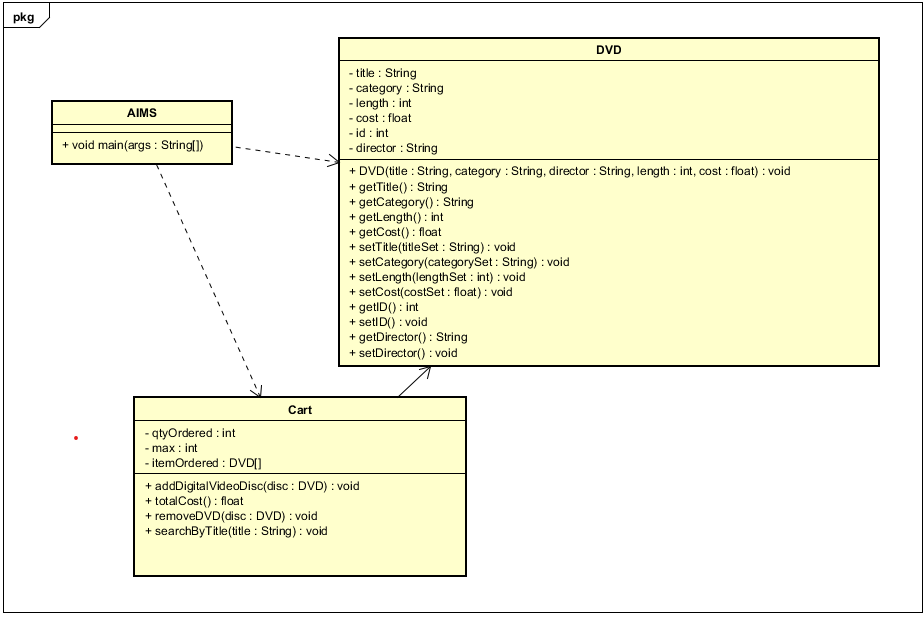 pkg
DVD
- title : String
- category : String
- length : int
- cost : float
- id : int
- director : String
+ DVD(title : String, category : String, director : String, length : int, cost : float) : void
+ getTitle() : String
+ getCategory() : String
+ getLength() : int
+ getCost() : float
+ setTitle(titleSet : String) : void
+ setCategory(categorySet : String) : void
+ setLength(lengthSet : int) : void
+ setCost(costSet : float) : void
+ getID() : int
+ setID() : void
+ getDirector() : String
+ setDirector() : void
AIMS
+ void main(args : String[])
Cart
- qtyOrdered : int
- max : int
- itemOrdered : DVD[]
+ addDigitalVideoDisc(disc : DVD) : void
+ totalCost() : float
+ removeDVD(disc : DVD) : void
+ searchByTitle(title : String) : void